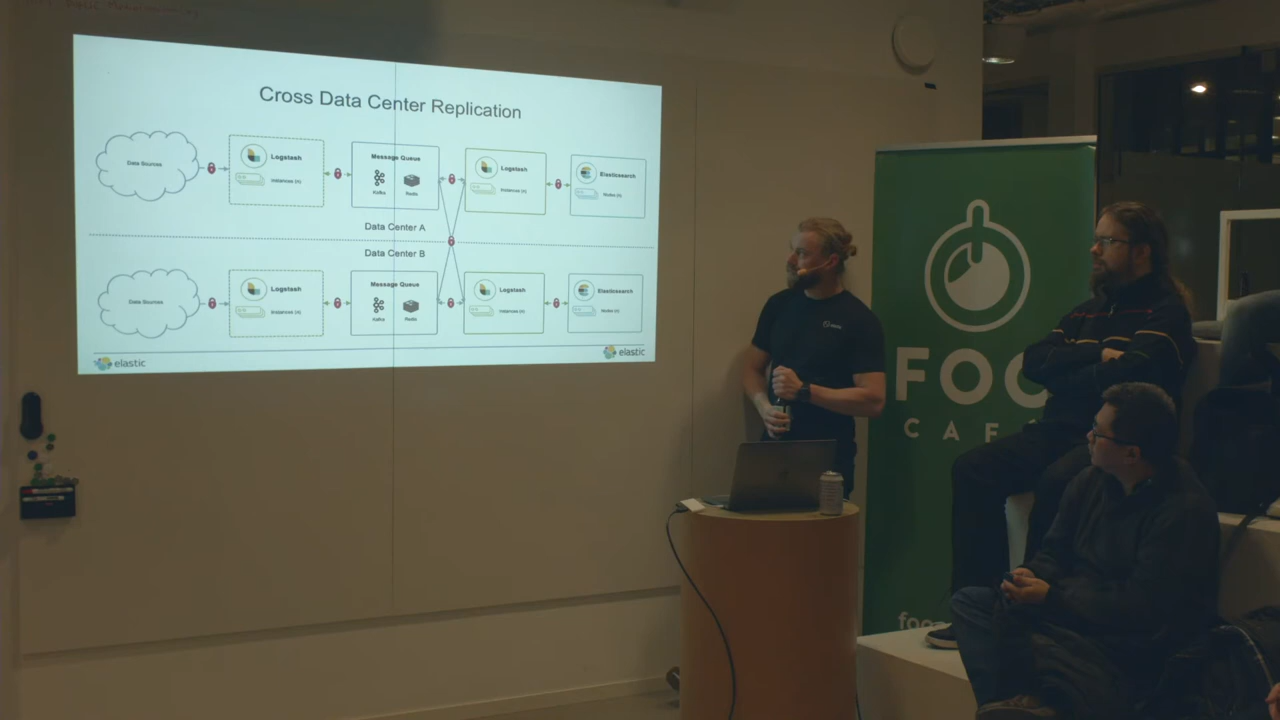 Cross Data Center Replication
Data Sources
Logstash
Instances (n)
Message Queue
Kafka
Redis
Logstash
Instances (n)
Elasticsearch
Nodes (n)
Data Center A
Data Center B
Data Sources
Logstash
Instances (n)
Message Queue
Kafka
Redis
Logstash
Instances (n)
Elasticsearch
Nodes (n)
elastic
elastic
FOO
CAF
foo